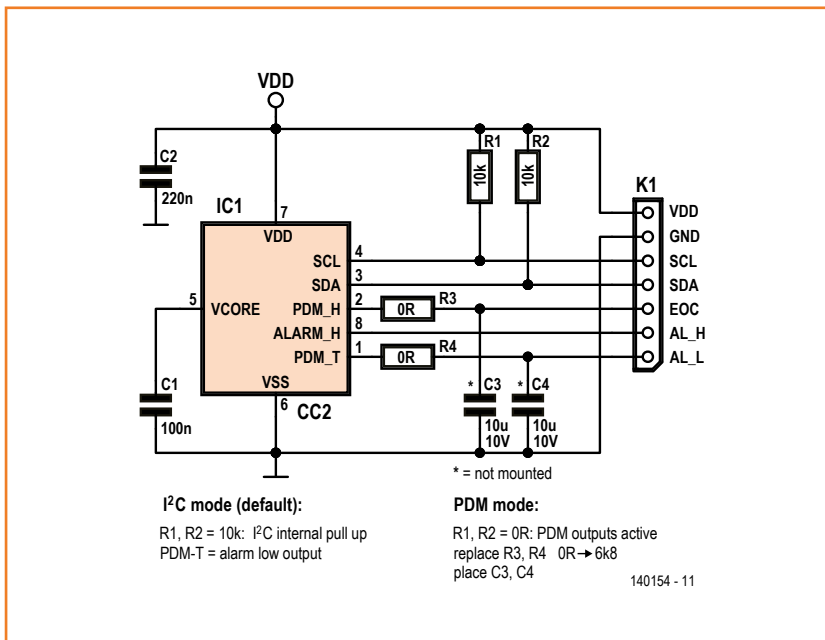 VDD
C2
220n
IC1
7
VDD
R1
10k
R2
10k
K1
VDD
GND
SCL
SDA
EOC
AL_H
AL_L
SCL
4
SDA
3
PDM_H
2
0R
R3
ALARM_H
8
PDM_T
1
0R
R4
5
VCORE
VSS
6
CC2
C1
100n
* C3
10u
10V
* C4
10u
10V
* = not mounted
I²C mode (default):
R1, R2 = 10k: I²C internal pull up
PDM-T = alarm low output
PDM mode:
R1, R2 = 0R: PDM outputs active
replace R3, R4 0R→6k8
place C3, C4
140154 - 11